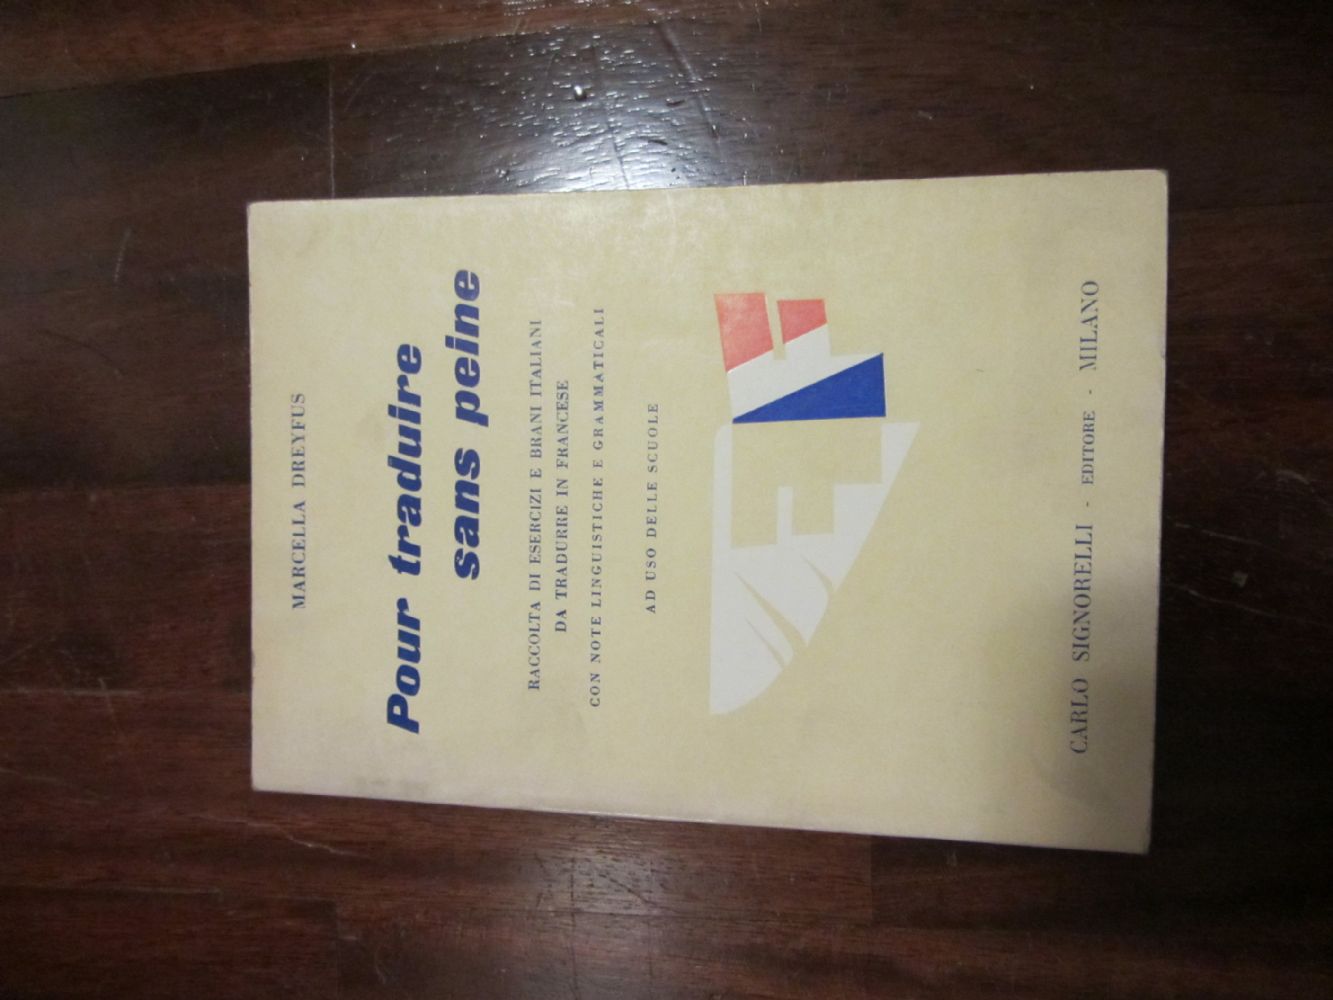 MARCELLA DREYFUS
Pour traduire
sans peine
RACCOLTA DI ESERCIZI E BRANI ITALIANI
DA TRADURRE IN FRANCESE
CON NOTE LINGUISTICHE E GRAMMATICALI
AD USO DELLE SCUOLE
CARLO SIGNORELLI - EDITORE - MILANO